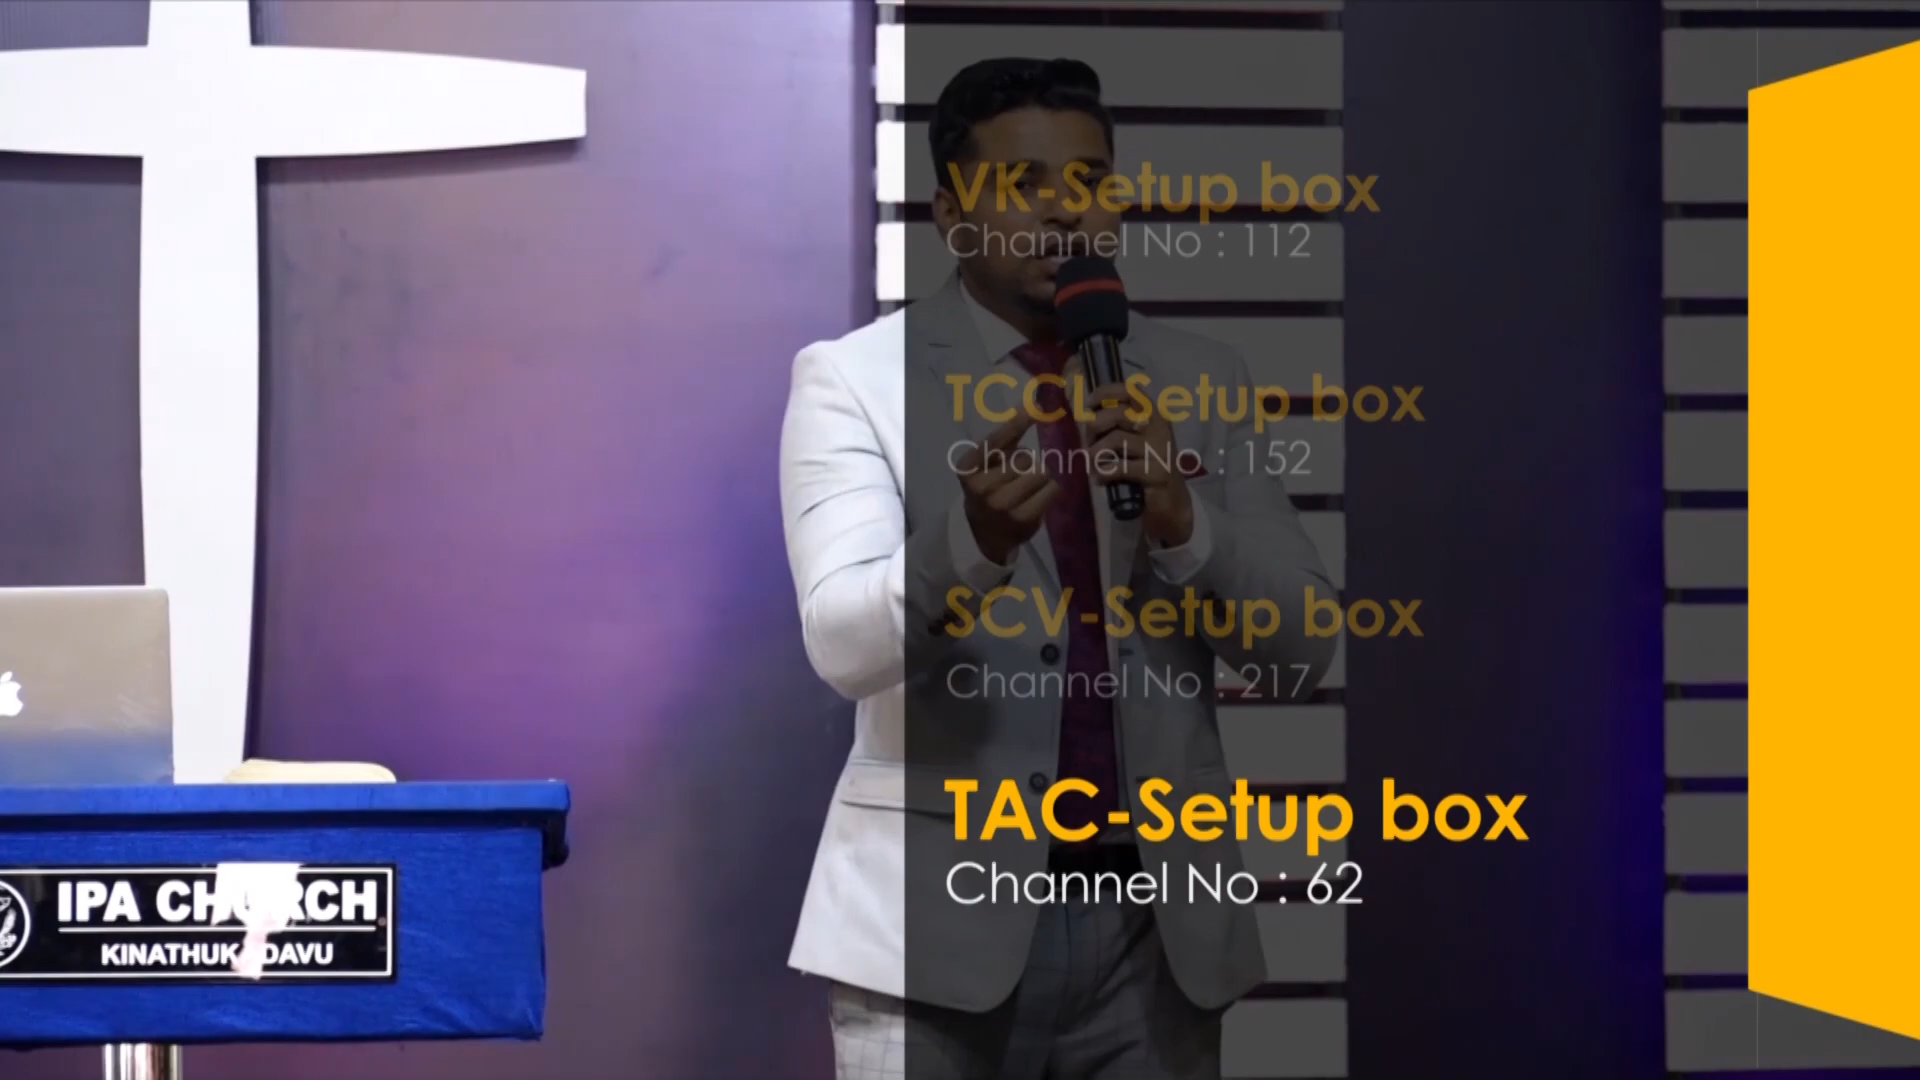 VK-Setup box
Channel No : 112
TCCL-Setup box
Channel No : 152
SCV-Setup box
Channel No : 217
TAC-Setup box
Channel No : 62
IPA CHURCH
KINATHUKADAVU